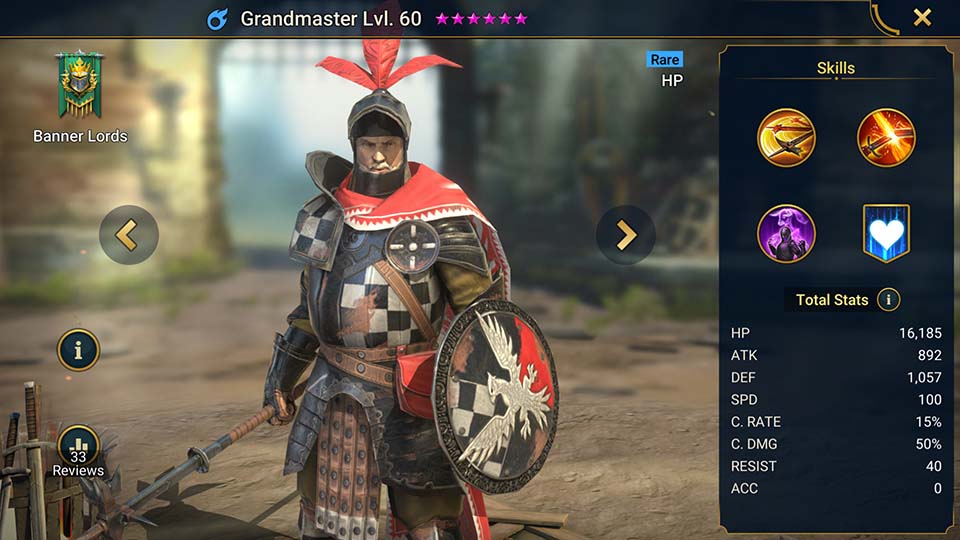 Grandmaster Lvl. 60
Banner Lords
Rare
HP
33
Reviews
Skills
Total Stats i
HP 16,185
ATK 892
DEF 1,057
SPD 100
C. RATE 15%
C. DMG 50%
RESIST 40
ACC 0